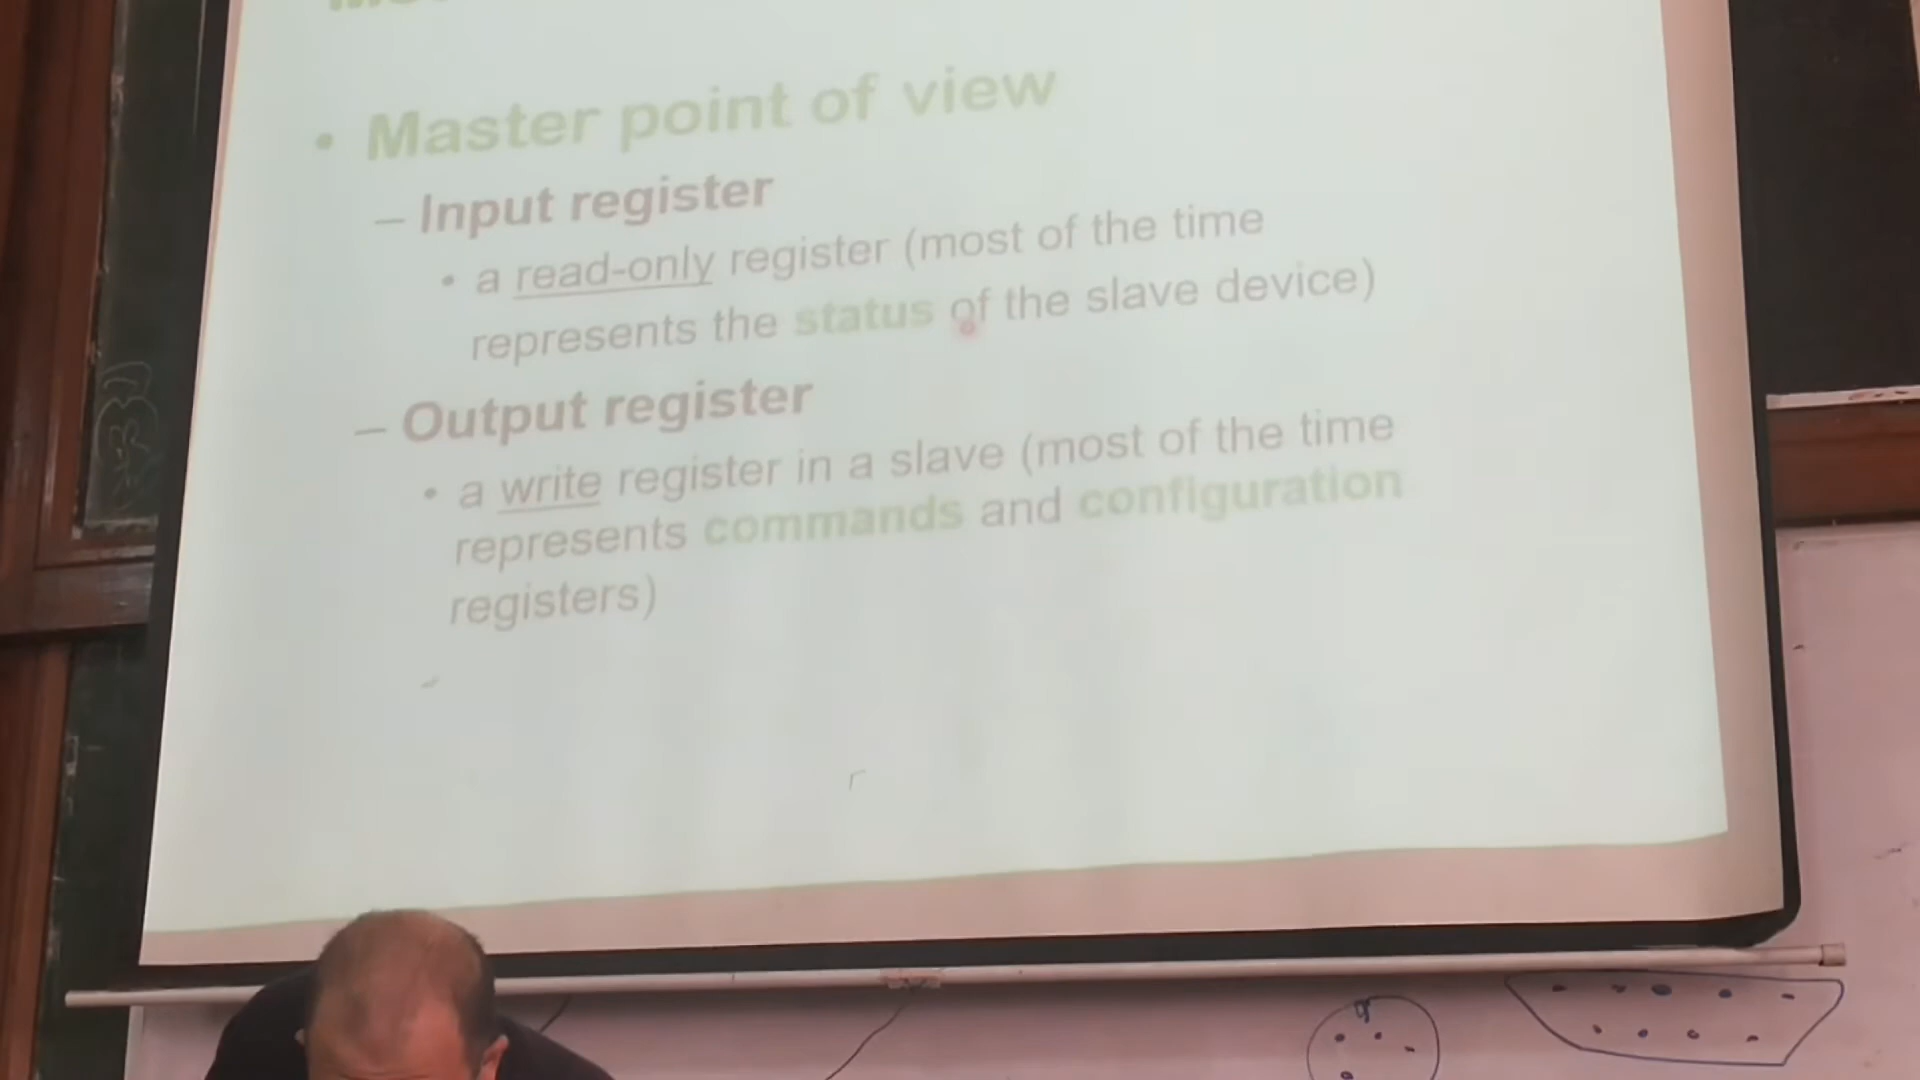 • Master point of view
– Input register
• a read-only register (most of the time
represents the status of the slave device)
– Output register
• a write register in a slave (most of the time
represents commands and configuration
registers)